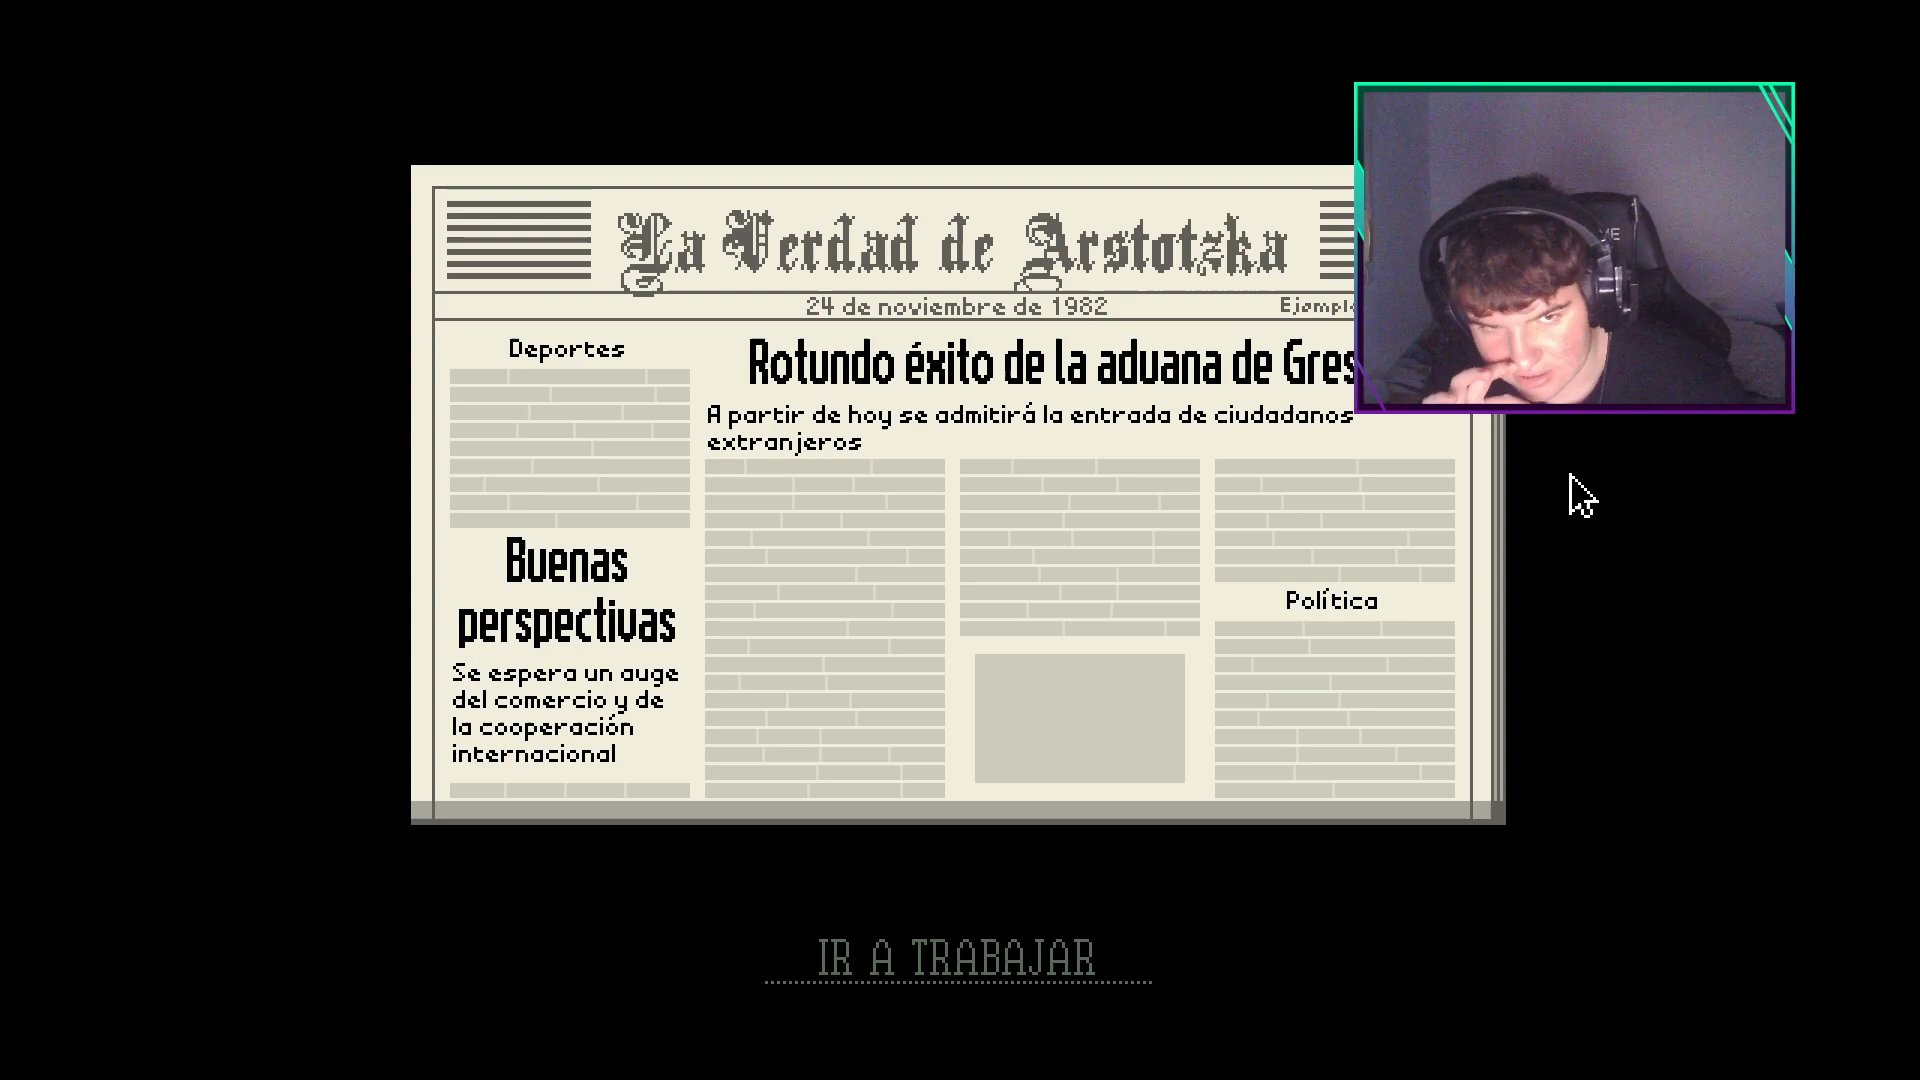 La Verdad de Arstotzka
24 de noviembre de 1982
Deportes
Rotundo éxito de la aduana de
A partir de hoy se admitirá la entrada de ciudadanos
extranjeros
Buenas
perspectivas
Se espera un auge
del comercio y de
la cooperación
internacional
Política
IR A TRABAJAR